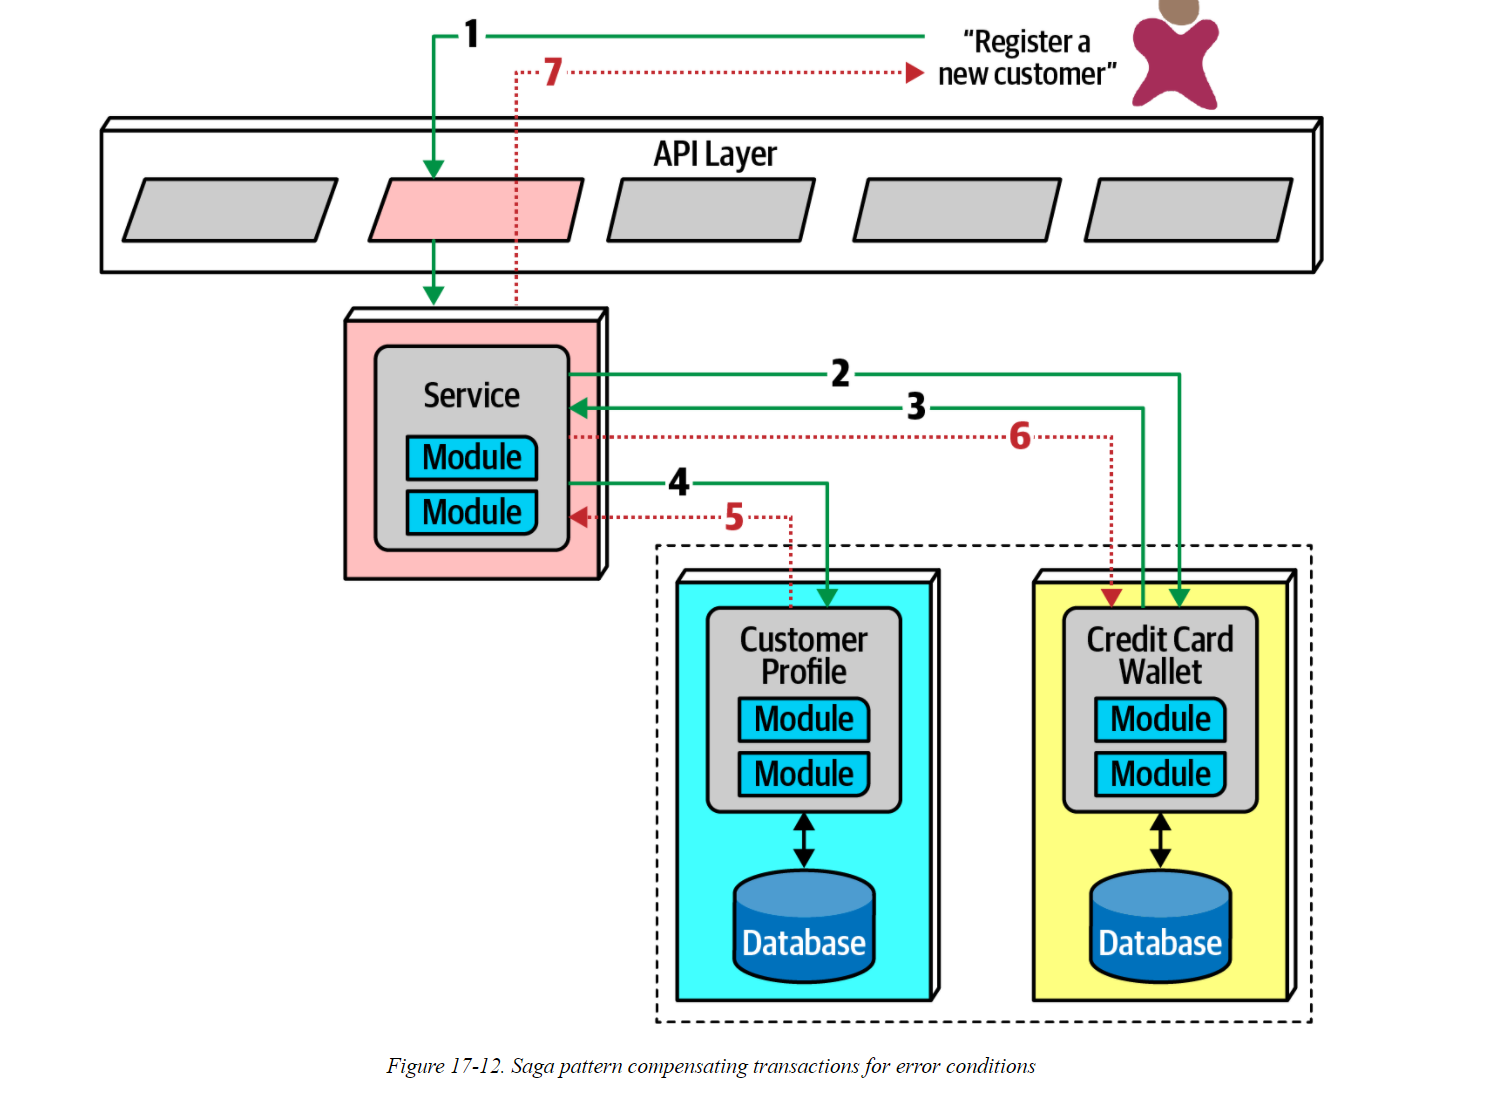 1
“Register a
new customer”
7
API Layer
Service
Module
Module
2
3
6
4
5
Customer
Profile
Module
Module
Database
Credit Card
Wallet
Module
Module
Database
Figure 17-12. Saga pattern compensating transactions for error conditions